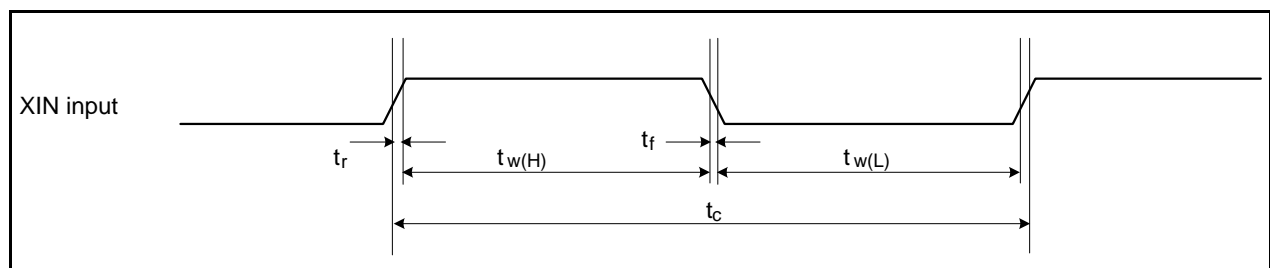 XIN input
tr
tw(H)
tf
tw(L)
tc